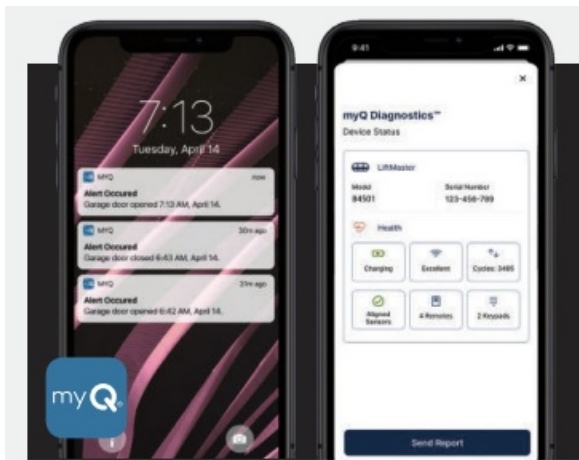 7:13
Tuesday, April 14
MYQ now
Alert Occured
Garage door opened 7:13 AM, April 14.
MYQ 30m ago
Alert Occured
Garage door closed 6:43 AM, April 14.
MYQ 31m ago
Alert Occured
Garage door opened 6:42 AM, April 14.
myQ
9:41
myQ Diagnostics™
Device Status
LiftMaster
Model Serial Number
84501 123-456-789
Health
Charging Excellent Cycles: 3485
Aligned Sensors 4 Remotes 2 Keypads
Send Report